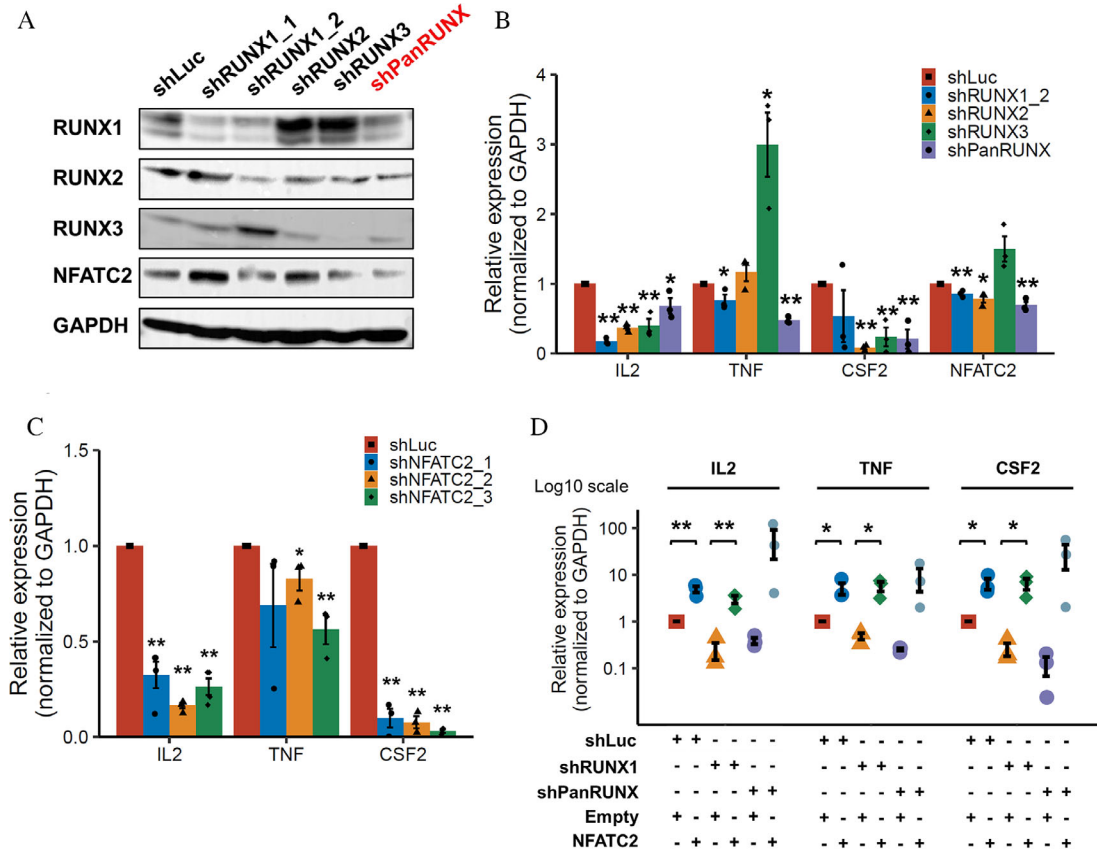 A
shLuc
shRUNX1_1
shRUNX1_2
shRUNX2
shRUNX3
shPanRUNX
RUNX1
RUNX2
RUNX3
NFATC2
GAPDH
B
Relative expression
(normalized to GAPDH)
4
3
2
1
0
shLuc
shRUNX1_2
shRUNX2
shRUNX3
shPanRUNX
** ** ** *
* * **
** ** **
** * **
IL2 TNF CSF2 NFATC2
C
Relative expression
(normalized to GAPDH)
1.5
1.0
0.5
0.0
shLuc
shNFATC2_1
shNFATC2_2
shNFATC2_3
** ** **
* **
** ** **
IL2 TNF CSF2
D
IL2 TNF CSF2
Log10 scale
Relative expression
(normalized to GAPDH)
100
10
1
0.1
** ** * * * *
shLuc + + - - - - + + - - - - + + - - - -
shRUNX1 - - + + - - - - + + - - - - + + - -
shPanRUNX - - - - + + - - - - + + - - - - + +
Empty + - + - + - + - + - + - + - + - + -
NFATC2 - + - + - + - + - + - + - + - + - +